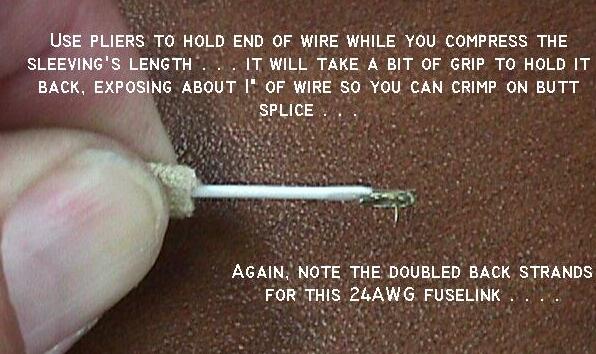 Use pliers to hold end of wire while you compress the
sleeving's length . . . it will take a bit of grip to hold it
back, exposing about 1" of wire so you can crimp on butt
splice . . .
Again, note the doubled back strands
for this 24AWG fuselink . . . .